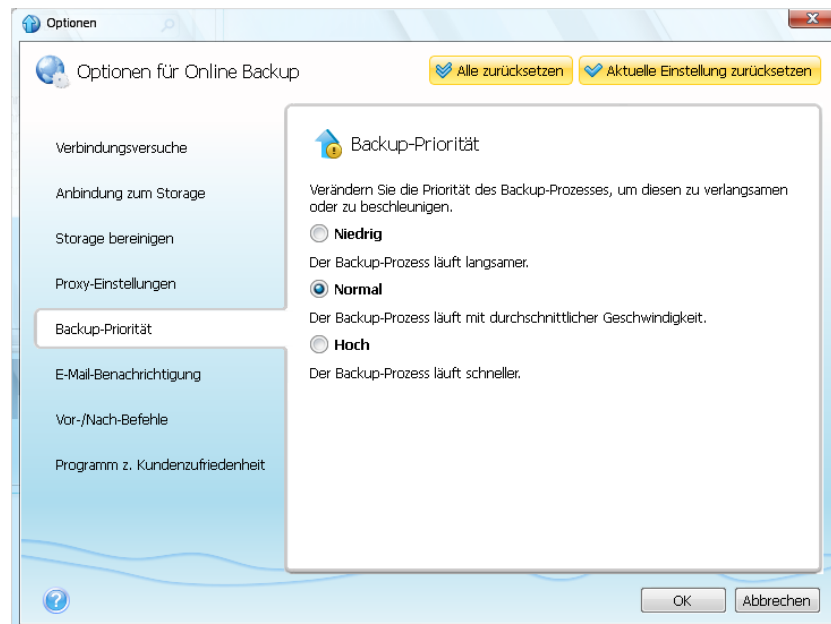 Optionen
Optionen für Online Backup
Alle zurücksetzen
Aktuelle Einstellung zurücksetzen
Verbindungsversuche
Anbindung zum Storage
Storage bereinigen
Proxy-Einstellungen
Backup-Priorität
E-Mail-Benachrichtigung
Vor-/Nach-Befehle
Programm z. Kundenzufriedenheit
Backup-Priorität
Verändern Sie die Priorität des Backup-Prozesses, um diesen zu verlangsamen
oder zu beschleunigen.
Niedrig
Der Backup-Prozess läuft langsamer.
Normal
Der Backup-Prozess läuft mit durchschnittlicher Geschwindigkeit.
Hoch
Der Backup-Prozess läuft schneller.
OK
Abbrechen